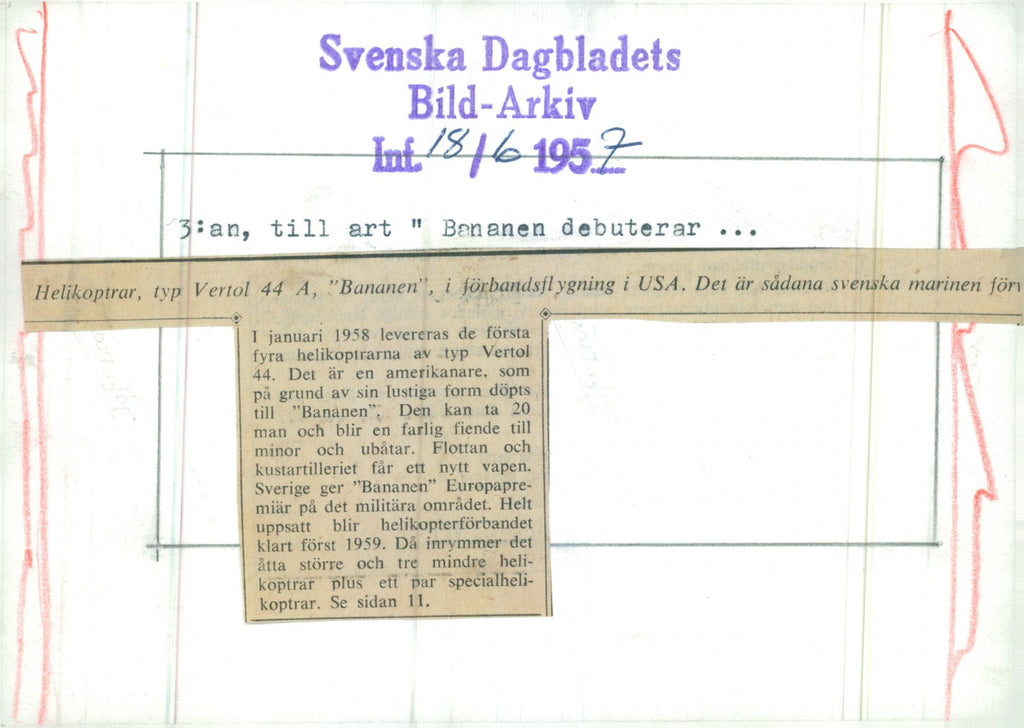 Svenska Dagbladets
Bild-Arkiv
Inf. 18/6 1957
3:an, till art " Bananen debuterar ...
Helikoptrar, typ Vertol 44 A, "Bananen", i förbandsflygning i USA. Det är sådana svenska marinen förv
I januari 1958 levereras de första
fyra helikoptrarna av typ Vertol
44. Det är en amerikanare, som
på grund av sin lustiga form döpts
till "Bananen". Den kan ta 20
man och blir en farlig fiende till
minor och ubåtar. Flottan och
kustartilleriet får ett nytt vapen.
Sverige ger "Bananen" Europapre-
miär på det militära området. Helt
uppsatt blir helikopterförbandet
klart först 1959. Då inrymmer det
åtta större och tre mindre heli-
koptrar plus ett par specialheli-
koptrar. Se sidan 11.